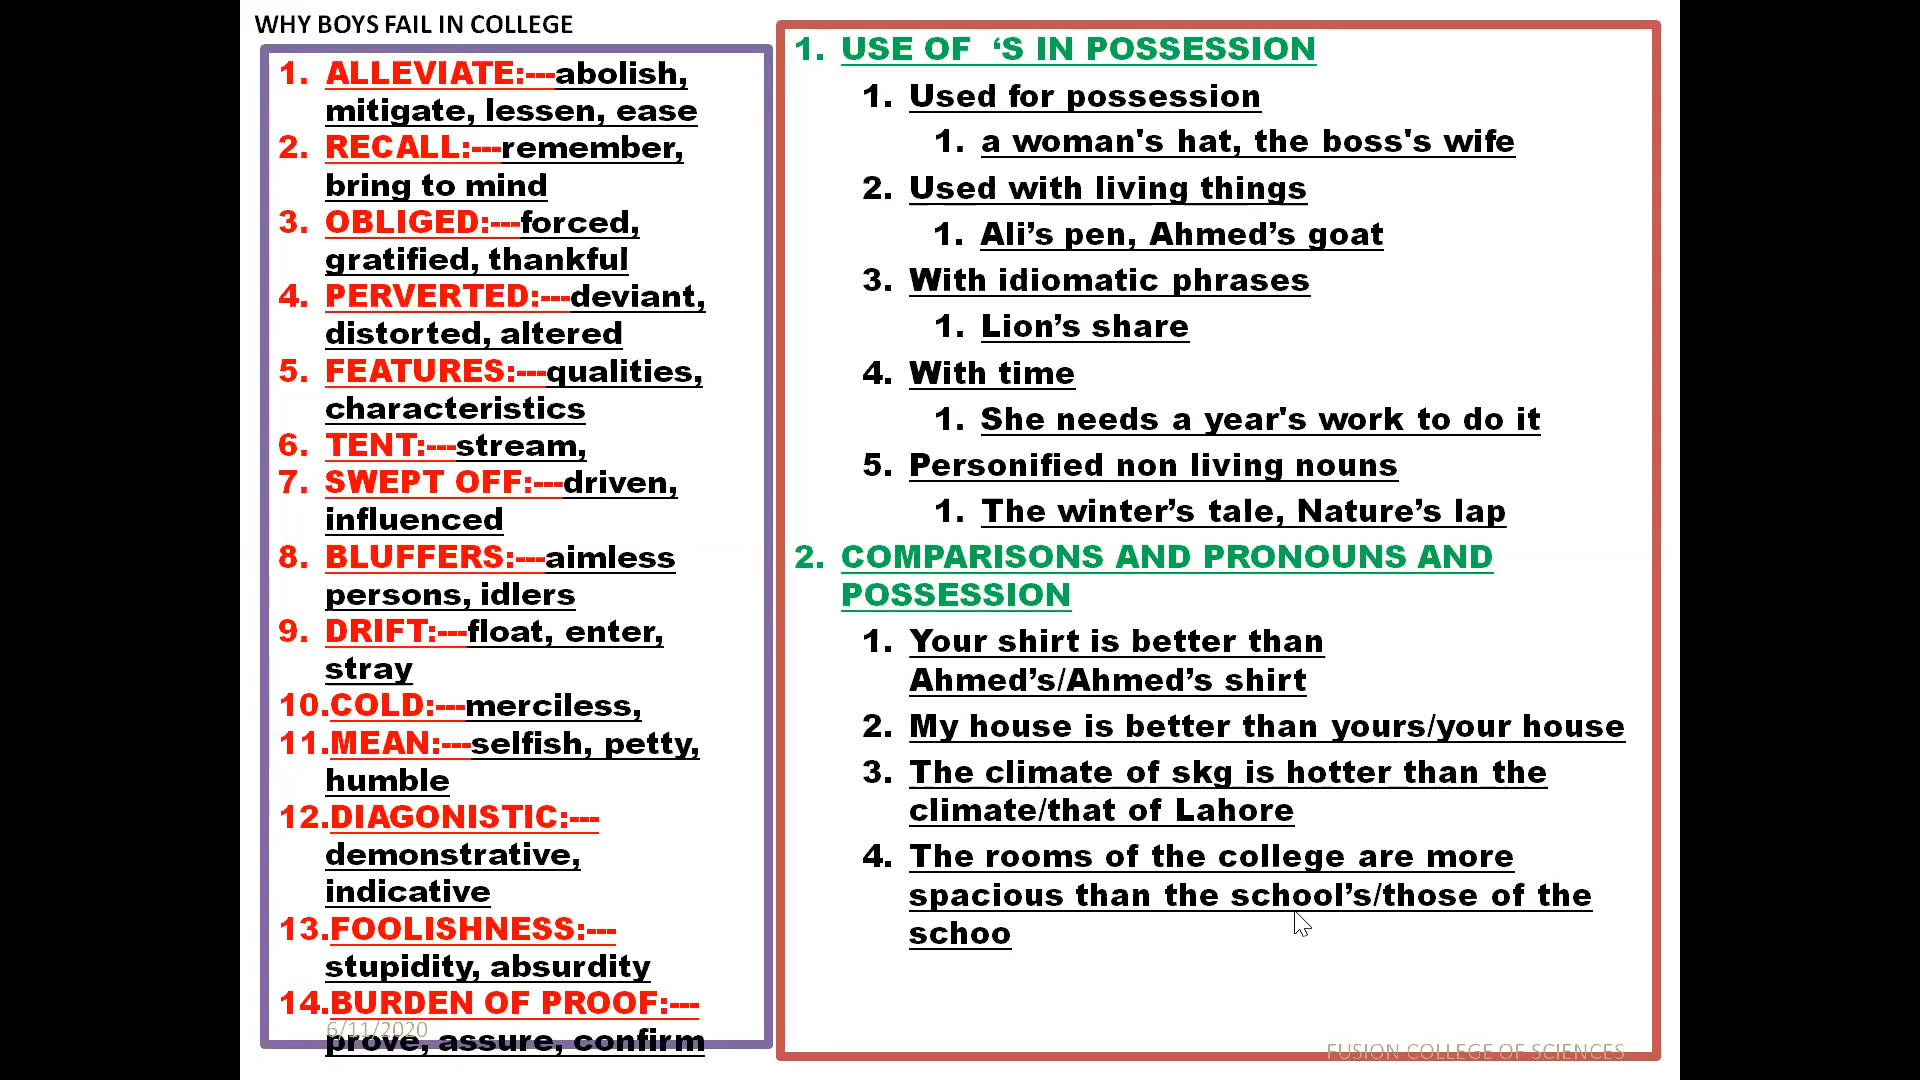 WHY BOYS FAIL IN COLLEGE
1. ALLEVIATE:---abolish,
mitigate, lessen, ease
2. RECALL:---remember,
bring to mind
3. OBLIGED:---forced,
gratified, thankful
4. PERVERTED:---deviant,
distorted, altered
5. FEATURES:---qualities,
characteristics
6. TENT:---stream,
7. SWEPT OFF:---driven,
influenced
8. BLUFFERS:---aimless
persons, idlers
9. DRIFT:---float, enter,
stray
10.COLD:---merciless,
11.MEAN:---selfish, petty,
humble
12.DIAGONISTIC:---
demonstrative,
indicative
13.FOOLISHNESS:---
stupidity, absurdity
14.BURDEN OF PROOF:---
prove, assure, confirm
6/11/2020
1. USE OF ‘S IN POSSESSION
1. Used for possession
1. a woman's hat, the boss's wife
2. Used with living things
1. Ali’s pen, Ahmed’s goat
3. With idiomatic phrases
1. Lion’s share
4. With time
1. She needs a year's work to do it
5. Personified non living nouns
1. The winter’s tale, Nature’s lap
2. COMPARISONS AND PRONOUNS AND
POSSESSION
1. Your shirt is better than
Ahmed’s/Ahmed’s shirt
2. My house is better than yours/your house
3. The climate of skg is hotter than the
climate/that of Lahore
4. The rooms of the college are more
spacious than the school’s/those of the
schoo
FUSION COLLEGE OF SCIENCES